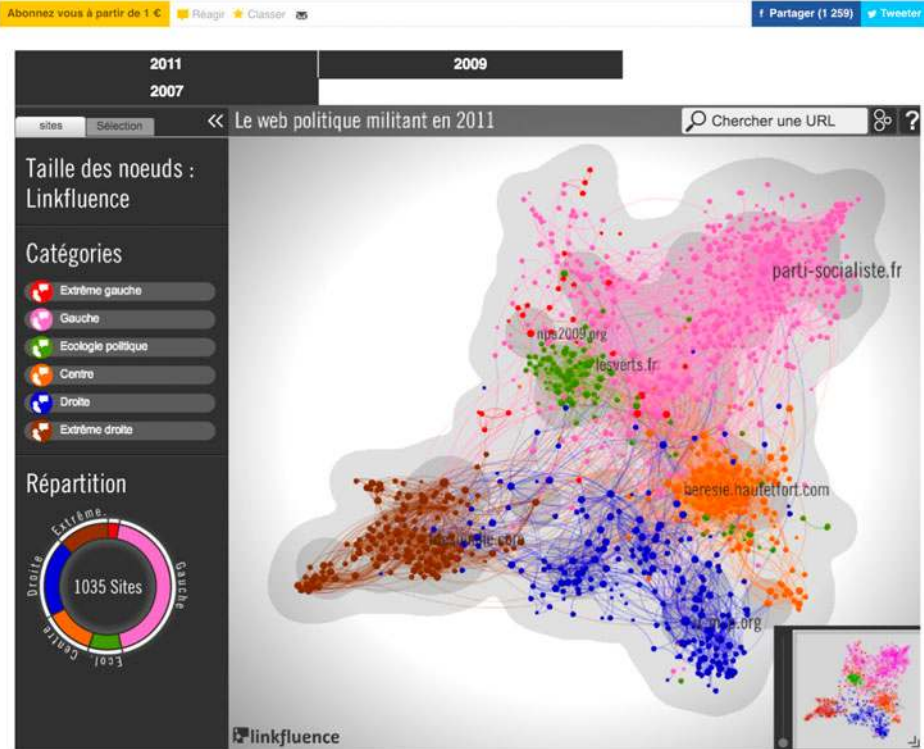 Abonnez vous à partir de 1 €
Réagir
Classer
Partager (1 259)
Tweeter
2011
2009
2007
sites
Sélection
Le web politique militant en 2011
Chercher une URL
?
Taille des noeuds :
Linkfluence
Catégories
Extrême gauche
Gauche
Ecologie politique
Centre
Droite
Extrême droite
Répartition
Extrême.
Gauche
Ecol.
Centre
Droite
1035 Sites
parti-socialiste.fr
npa2009.org
lesverts.fr
heresie.hautetfort.com
linkfluence